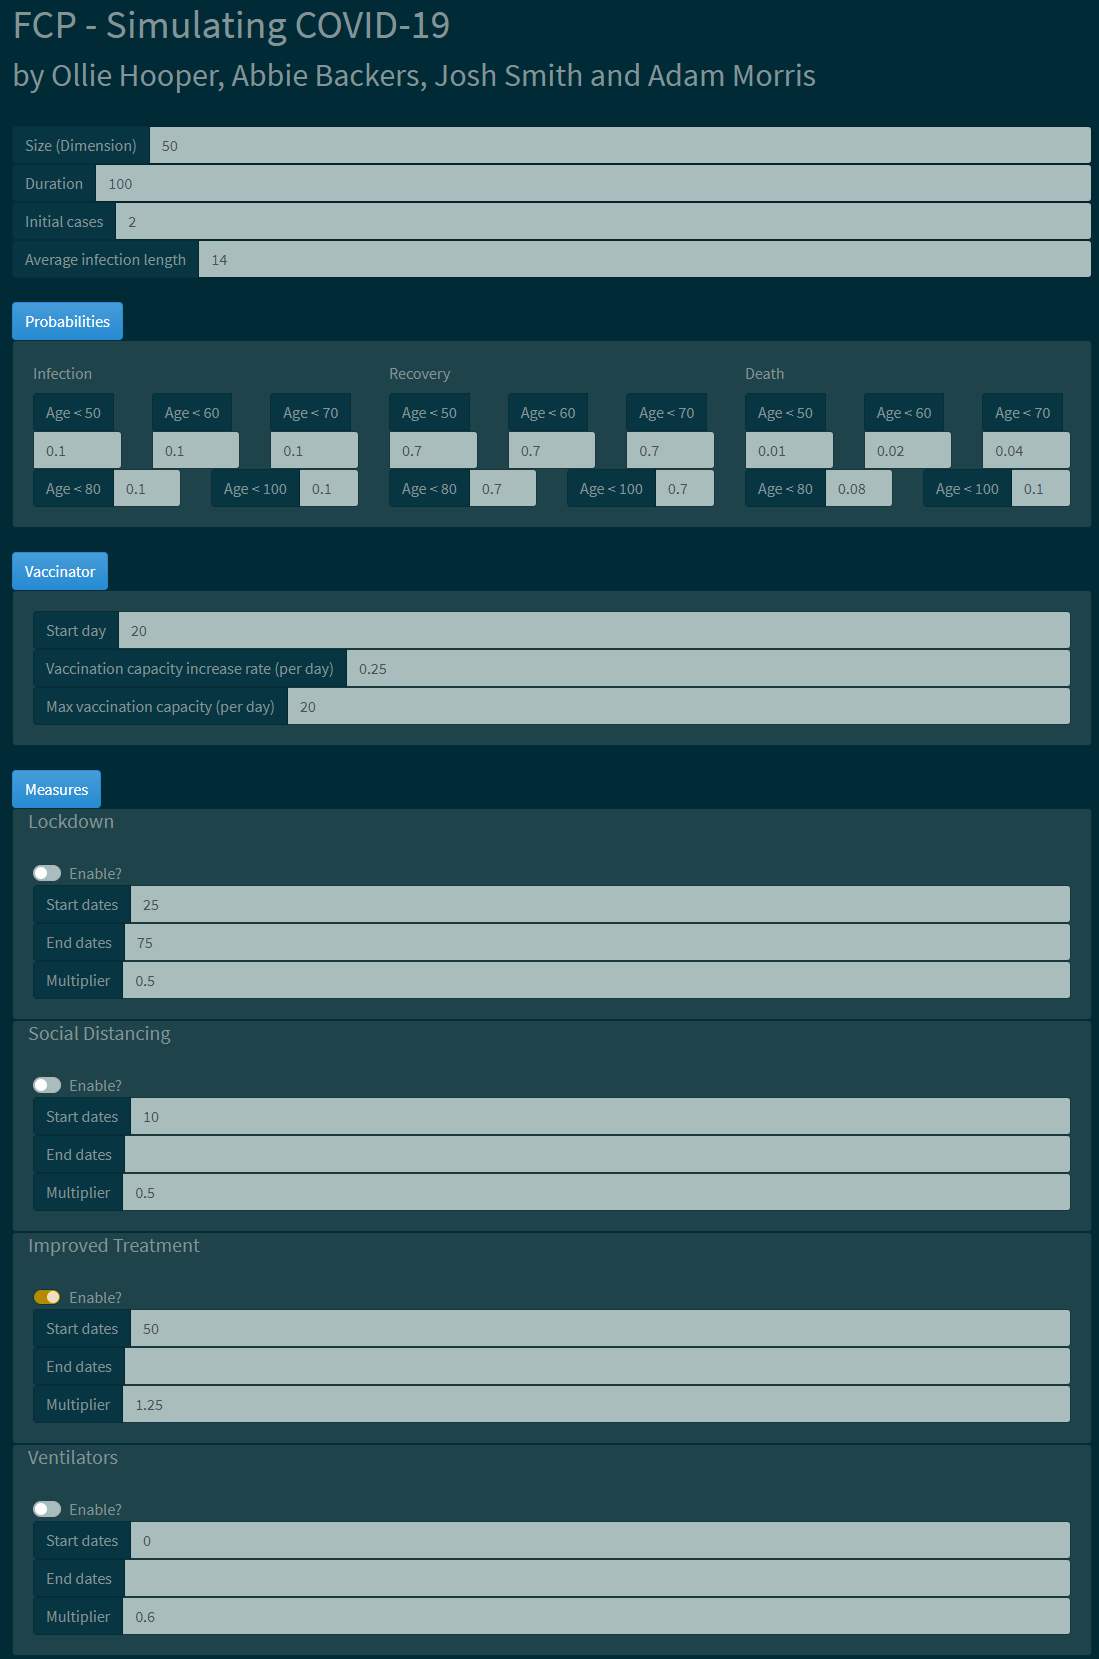 FCP - Simulating COVID-19
by Ollie Hooper, Abbie Backers, Josh Smith and Adam Morris
Size (Dimension) 50
Duration 100
Initial cases 2
Average infection length 14
Probabilities
Infection Recovery Death
Age < 50 Age < 60 Age < 70 Age < 50 Age < 60 Age < 70 Age < 50 Age < 60 Age < 70
0.1 0.1 0.1 0.7 0.7 0.7 0.01 0.02 0.04
Age < 80 0.1 Age < 100 0.1 Age < 80 0.7 Age < 100 0.7 Age < 80 0.08 Age < 100 0.1
Vaccinator
Start day 20
Vaccination capacity increase rate (per day) 0.25
Max vaccination capacity (per day) 20
Measures
Lockdown
Enable?
Start dates 25
End dates 75
Multiplier 0.5
Social Distancing
Enable?
Start dates 10
End dates
Multiplier 0.5
Improved Treatment
Enable?
Start dates 50
End dates
Multiplier 1.25
Ventilators
Enable?
Start dates 0
End dates
Multiplier 0.6